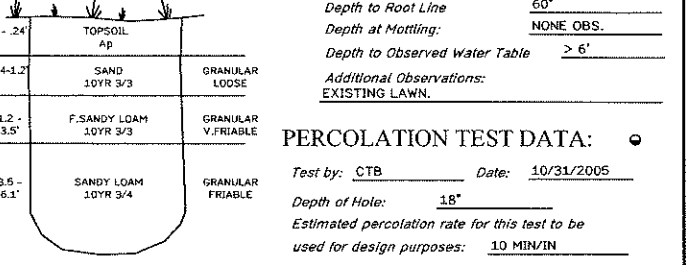 - .24' TOPSOIL
Ap
4-1.2' SAND GRANULAR
10YR 3/3 LOOSE
1.2 - F.SANDY LOAM GRANULAR
3.5' 10YR 3/3 V.FRIABLE
3.5 - SANDY LOAM GRANULAR
6.1' 10YR 3/4 FRIABLE
Depth to Root Line 60"
Depth at Mottling: NONE OBS.
Depth to Observed Water Table > 6'
Additional Observations:
EXISTING LAWN.
PERCOLATION TEST DATA:
Test by: CTB Date: 10/31/2005
Depth of Hole: 18"
Estimated percolation rate for this test to be
used for design purposes: 10 MIN/IN